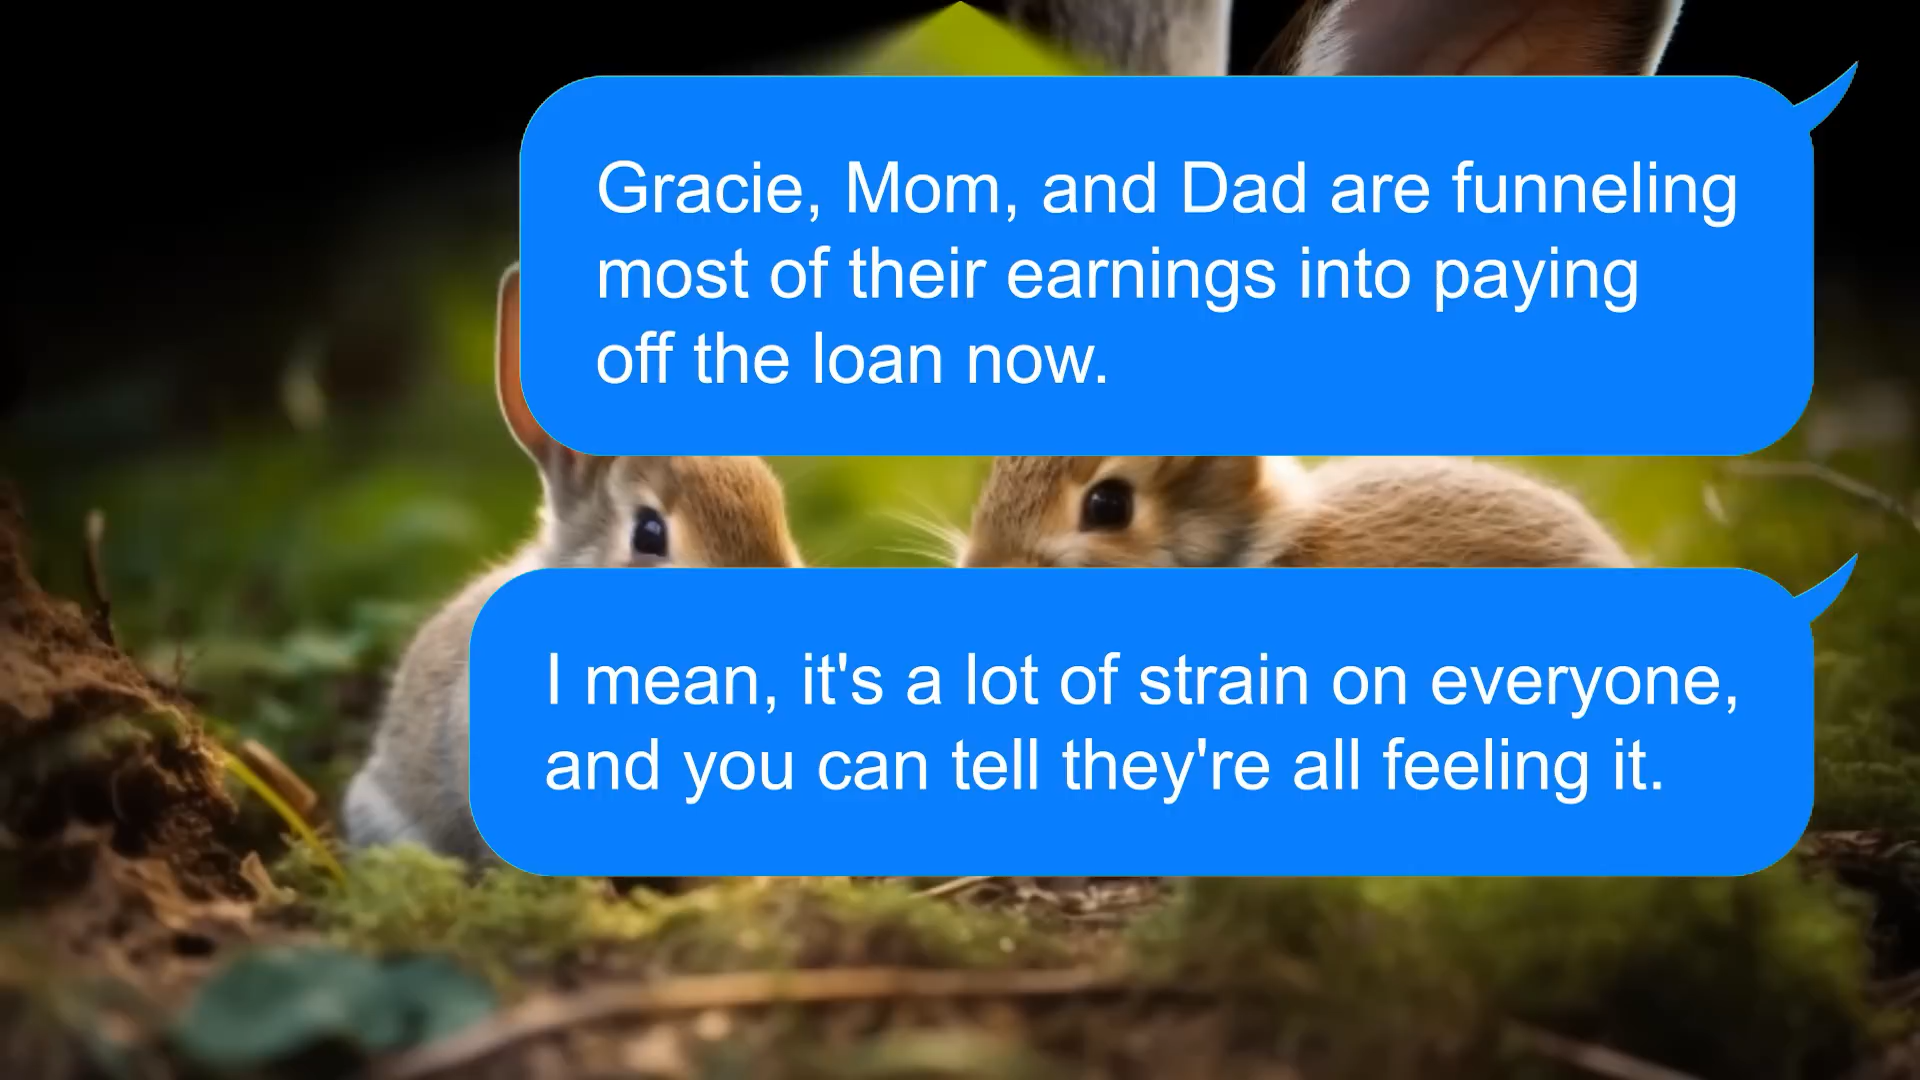 Gracie, Mom, and Dad are funneling
most of their earnings into paying
off the loan now.
I mean, it's a lot of strain on everyone,
and you can tell they're all feeling it.